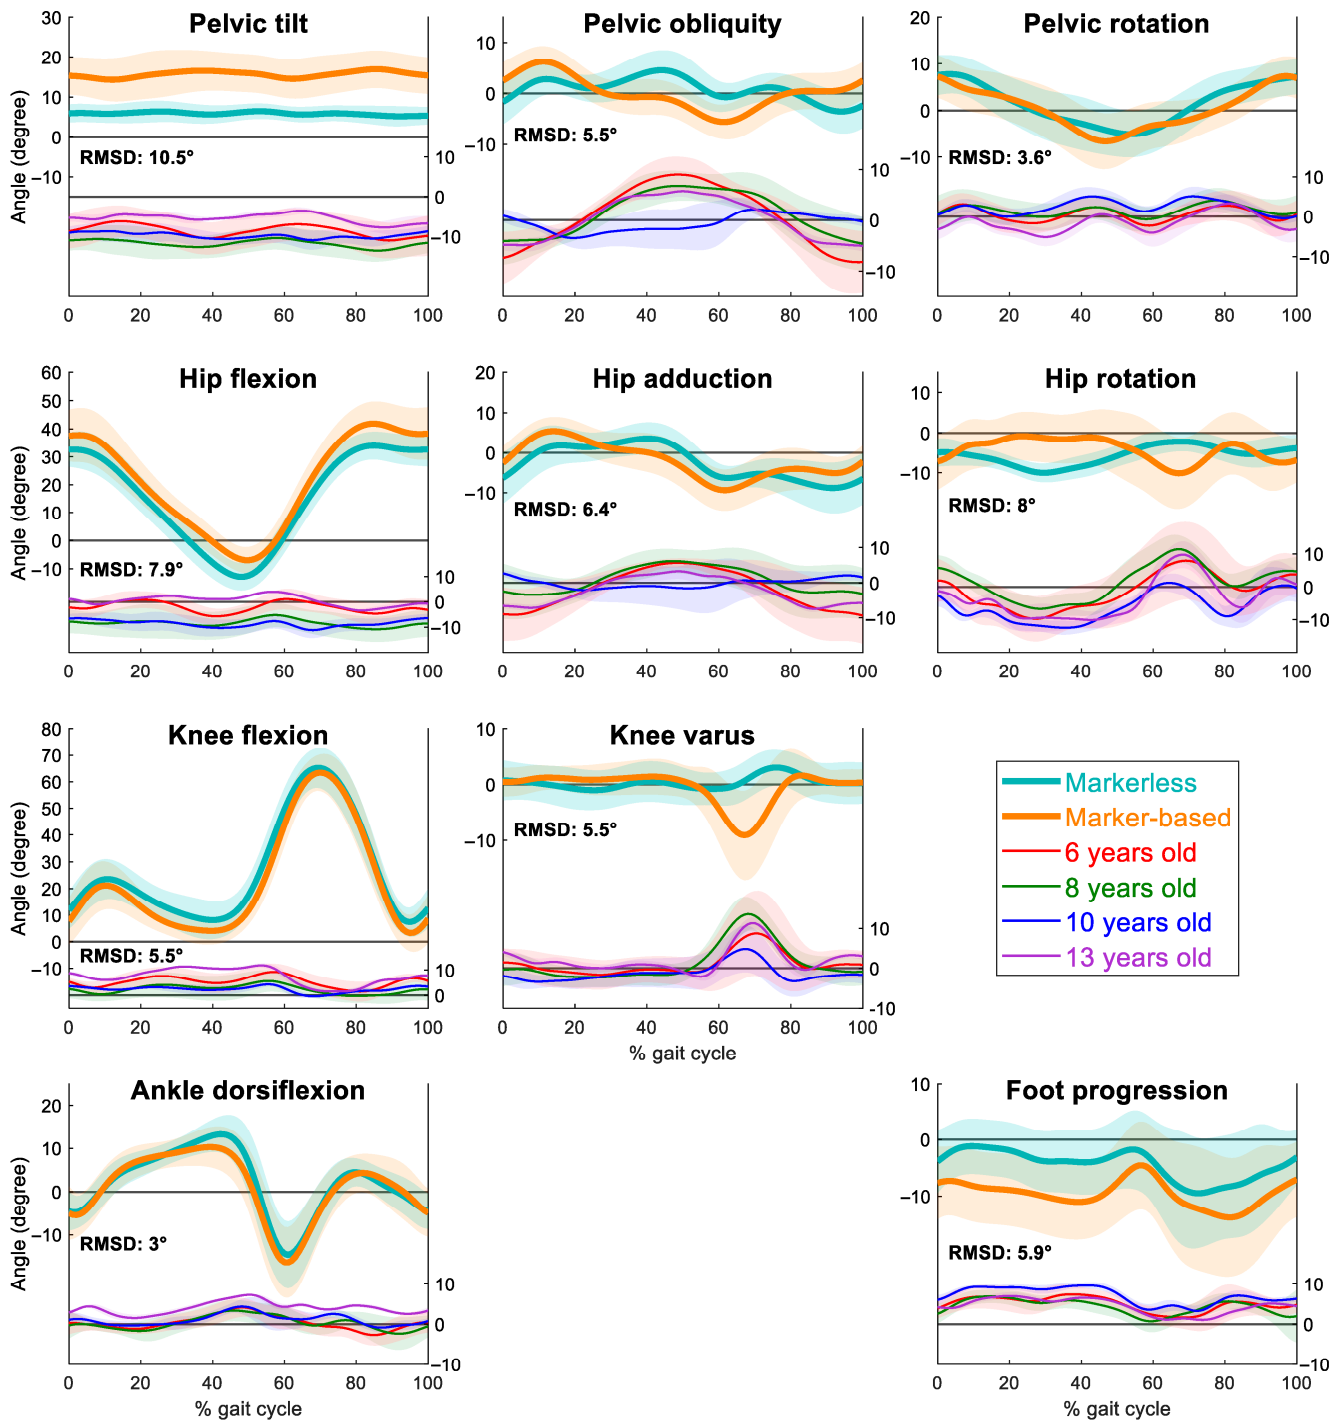 Pelvic tilt
Pelvic obliquity
Pelvic rotation
30
20
10
0
−10
Angle (degree)
RMSD: 10.5°
10
0
−10
0 20 40 60 80 100
10
0
−10
RMSD: 5.5°
10
0
−10
0 20 40 60 80 100
20
10
0
−10
RMSD: 3.6°
10
0
−10
0 20 40 60 80 100
Hip flexion
Hip adduction
Hip rotation
60
50
40
30
20
10
0
−10
Angle (degree)
RMSD: 7.9°
10
0
−10
0 20 40 60 80 100
20
10
0
−10
RMSD: 6.4°
10
0
−10
0 20 40 60 80 100
10
0
−10
RMSD: 8°
10
0
−10
0 20 40 60 80 100
Knee flexion
Knee varus
80
70
60
50
40
30
20
10
0
−10
Angle (degree)
RMSD: 5.5°
10
0
0 20 40 60 80 100
10
0
−10
RMSD: 5.5°
10
0
-10
0 20 40 60 80 100
% gait cycle
Markerless
Marker-based
6 years old
8 years old
10 years old
13 years old
Ankle dorsiflexion
Foot progression
20
10
0
−10
Angle (degree)
RMSD: 3°
10
0
−10
0 20 40 60 80 100
% gait cycle
10
0
−10
RMSD: 5.9°
10
0
−10
0 20 40 60 80 100
% gait cycle